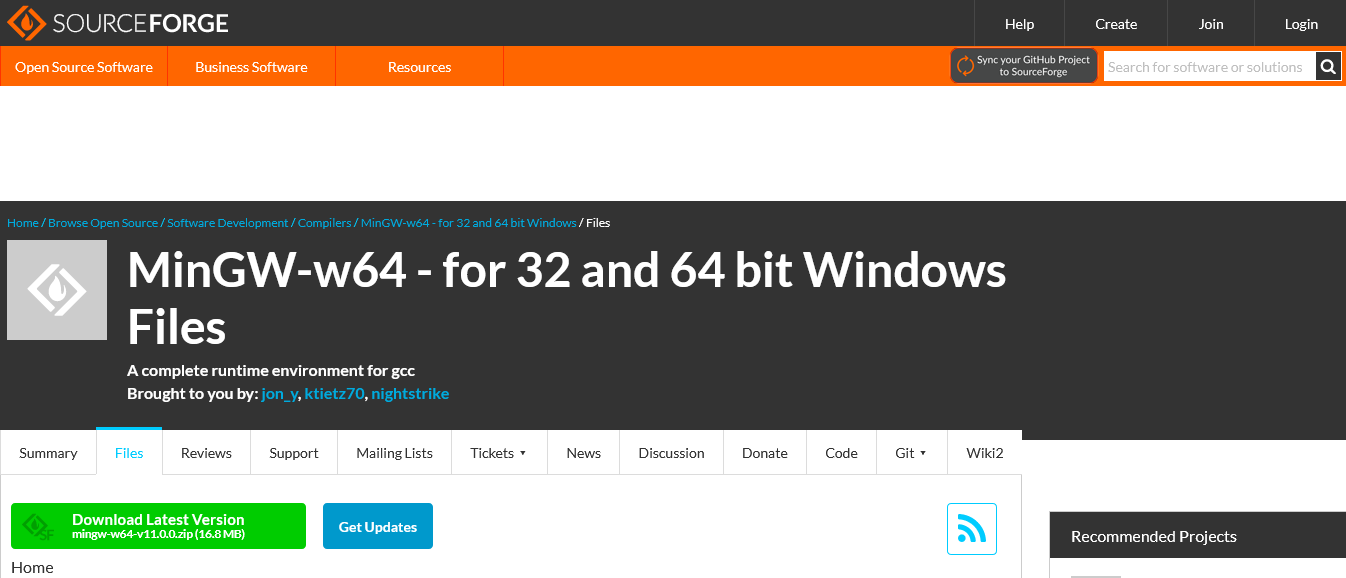 SOURCEFORGE
Help
Create
Join
Login
Open Source Software
Business Software
Resources
Sync your GitHub Project
to SourceForge
Search for software or solutions
Home / Browse Open Source / Software Development / Compilers / MinGW-w64 - for 32 and 64 bit Windows / Files
MinGW-w64 - for 32 and 64 bit Windows
Files
A complete runtime environment for gcc
Brought to you by: jon_y, ktietz70, nightstrike
Summary
Files
Reviews
Support
Mailing Lists
Tickets ▾
News
Discussion
Donate
Code
Git ▾
Wiki2
SF
Download Latest Version
mingw-w64-v11.0.0.zip (16.8 MB)
Get Updates
Home
Recommended Projects